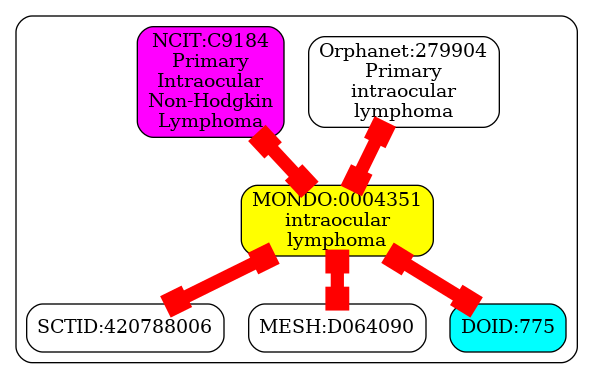 NCIT:C9184
Primary
Intraocular
Non-Hodgkin
Lymphoma
Orphanet:279904
Primary
intraocular
lymphoma
MONDO:0004351
intraocular
lymphoma
SCTID:420788006
MESH:D064090
DOID:775